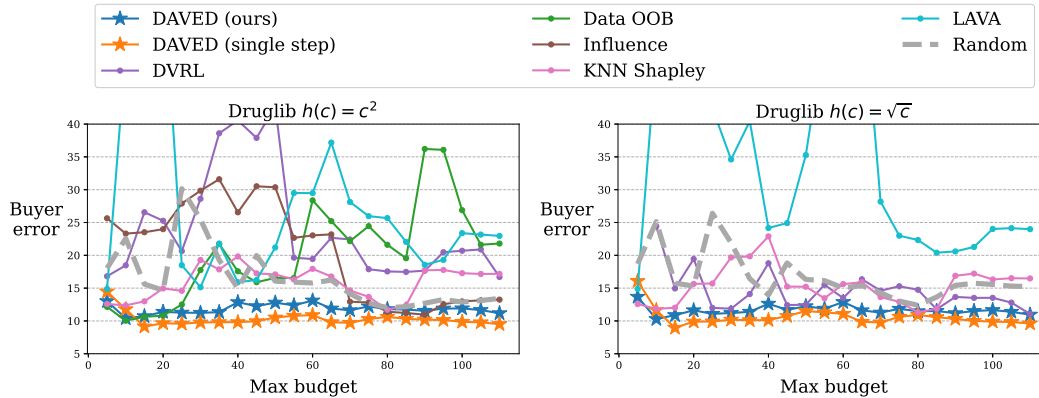 DAVED (ours)
DAVED (single step)
DVRL
Data OOB
Influence
KNN Shapley
LAVA
Random
Druglib h(c) = c²
Buyer error
40
35
30
25
20
15
10
5
0 20 40 60 80 100
Max budget
Druglib h(c) = √c
Buyer error
40
35
30
25
20
15
10
5
0 20 40 60 80 100
Max budget